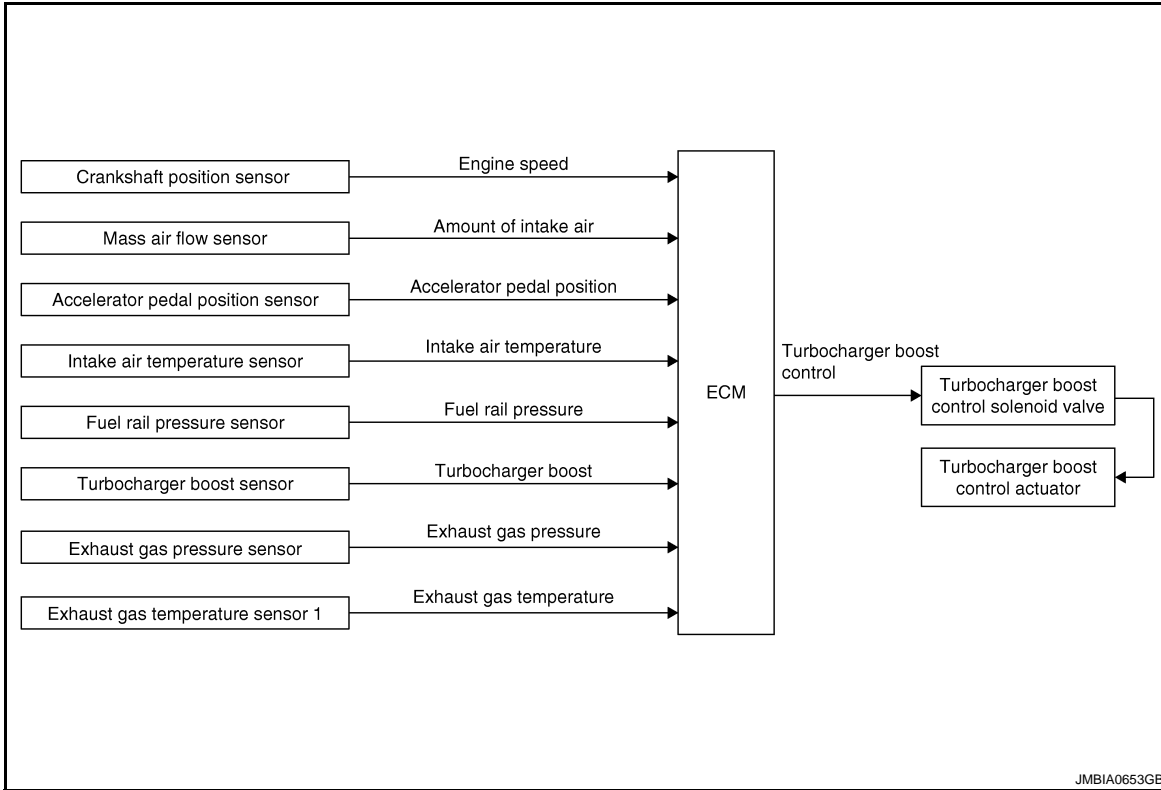 Crankshaft position sensor
Engine speed
Mass air flow sensor
Amount of intake air
Accelerator pedal position sensor
Accelerator pedal position
Intake air temperature sensor
Intake air temperature
Fuel rail pressure sensor
Fuel rail pressure
Turbocharger boost sensor
Turbocharger boost
Exhaust gas pressure sensor
Exhaust gas pressure
Exhaust gas temperature sensor 1
Exhaust gas temperature
ECM
Turbocharger boost
control
Turbocharger boost
control solenoid valve
Turbocharger boost
control actuator
JMBIA0653GB